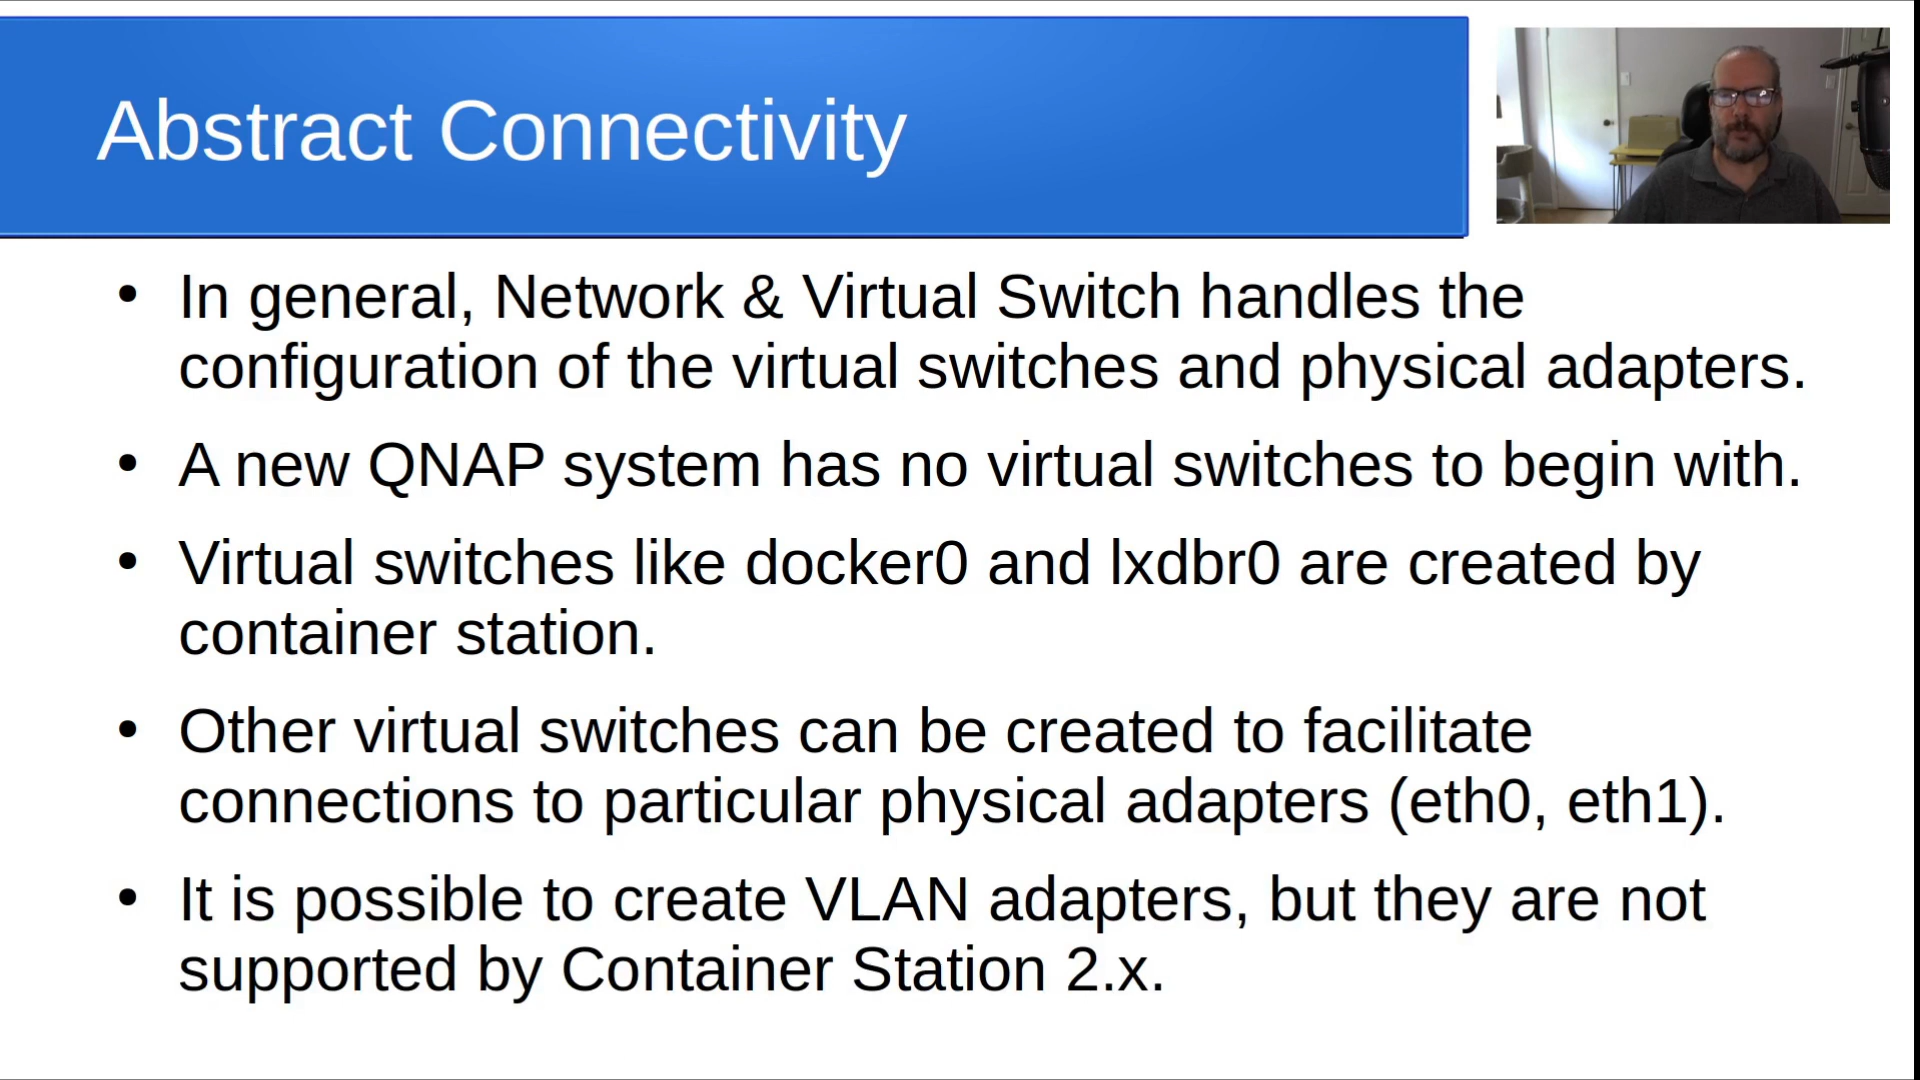 Abstract Connectivity
• In general, Network & Virtual Switch handles the
configuration of the virtual switches and physical adapters.
• A new QNAP system has no virtual switches to begin with.
• Virtual switches like docker0 and lxdbr0 are created by
container station.
• Other virtual switches can be created to facilitate
connections to particular physical adapters (eth0, eth1).
• It is possible to create VLAN adapters, but they are not
supported by Container Station 2.x.